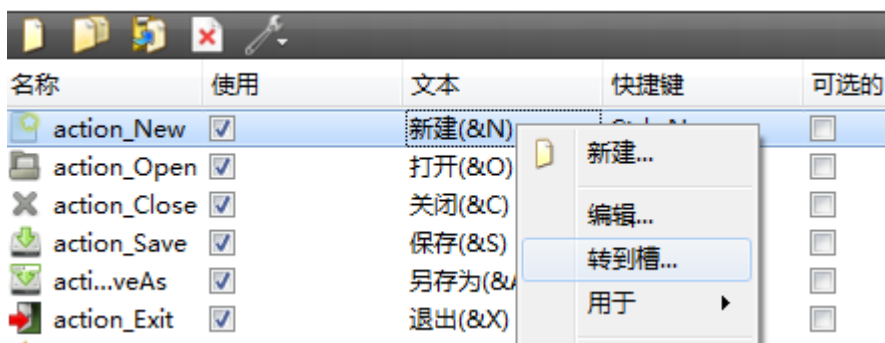 名称 使用 文本 快捷键 可选的
action_New 新建(&N)
新建...
action_Open 打开(&O)
action_Close 关闭(&C)
编辑...
action_Save 保存(&S)
转到槽...
acti...veAs 另存为(&
用于
action_Exit 退出(&X)